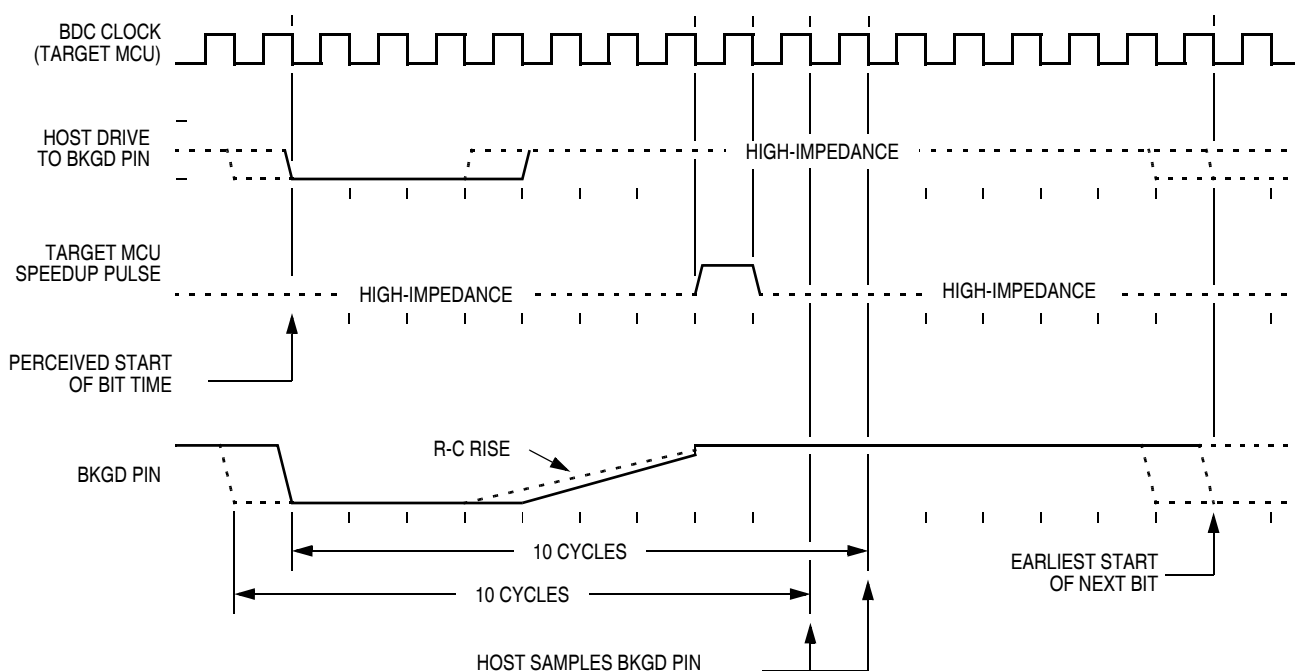 BDC CLOCK
(TARGET MCU)
HOST DRIVE
TO BKGD PIN
HIGH-IMPEDANCE
TARGET MCU
SPEEDUP PULSE
HIGH-IMPEDANCE
HIGH-IMPEDANCE
PERCEIVED START
OF BIT TIME
R-C RISE
BKGD PIN
10 CYCLES
EARLIEST START
OF NEXT BIT
10 CYCLES
HOST SAMPLES BKGD PIN